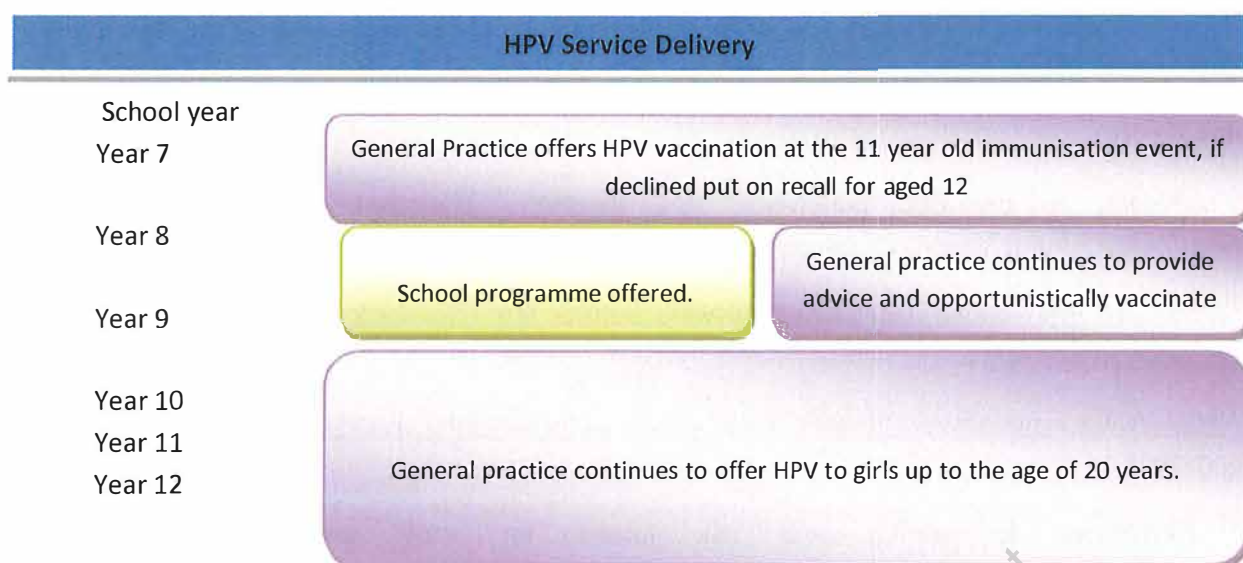 HPV Service Delivery
School year
Year 7
General Practice offers HPV vaccination at the 11 year old immunisation event, if
declined put on recall for aged 12
Year 8
Year 9
School programme offered.
General practice continues to provide
advice and opportunistically vaccinate
Year 10
Year 11
Year 12
General practice continues to offer HPV to girls up to the age of 20 years.